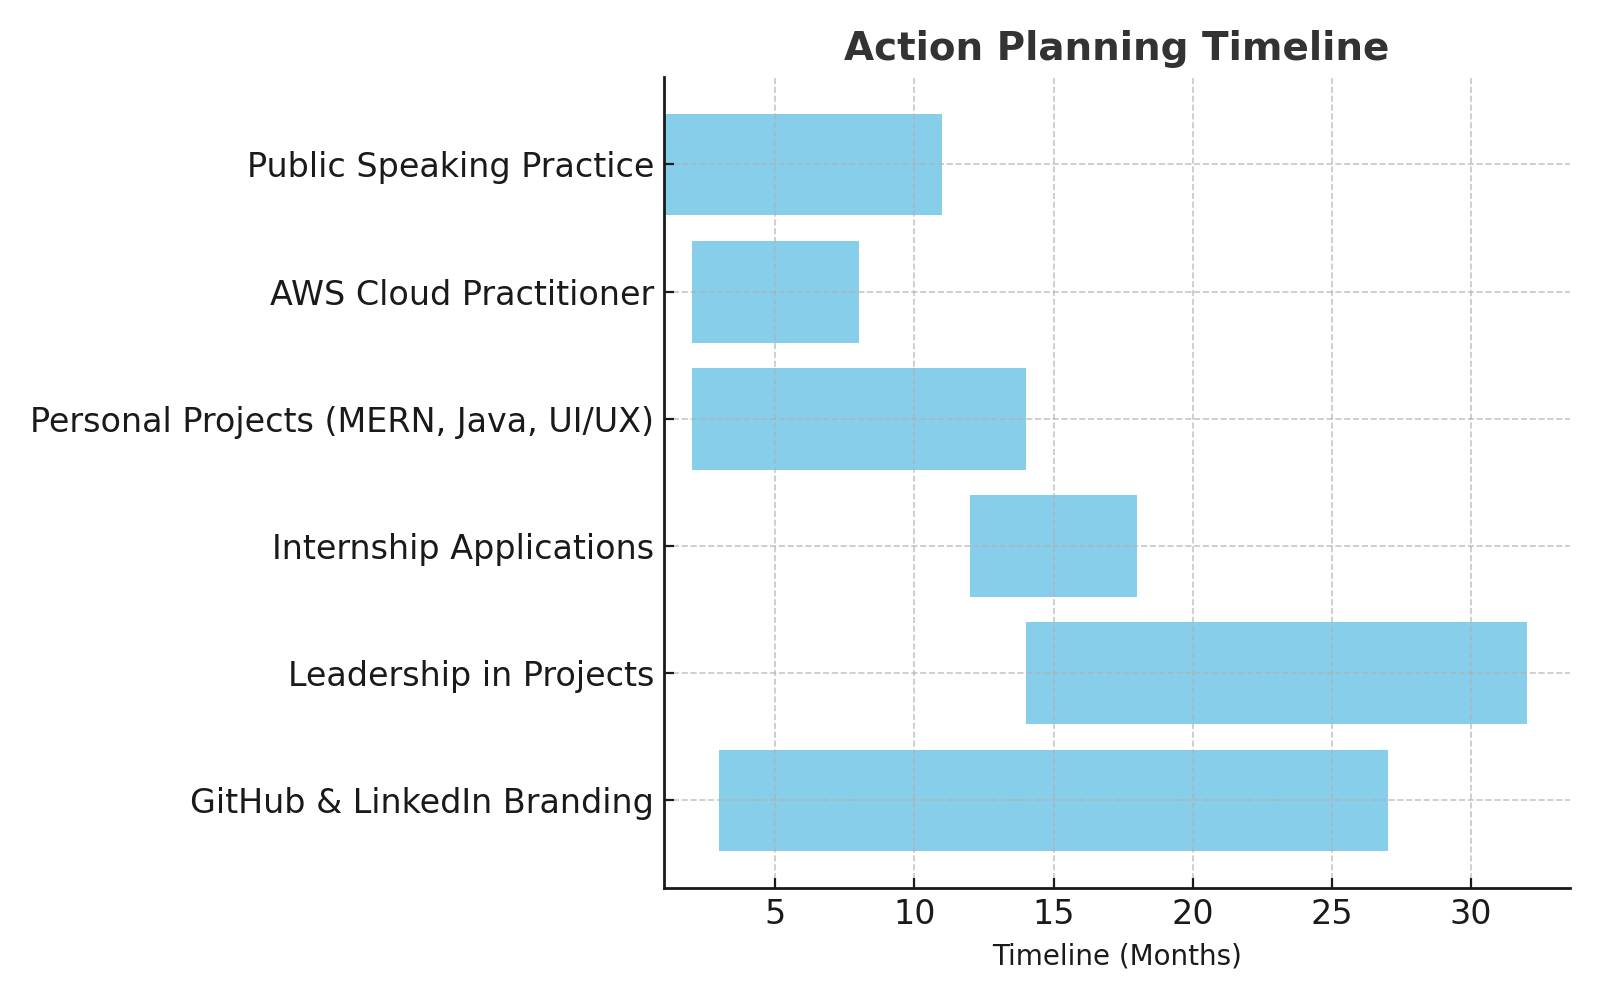 Action Planning Timeline
Public Speaking Practice
AWS Cloud Practitioner
Personal Projects (MERN, Java, UI/UX)
Internship Applications
Leadership in Projects
GitHub & LinkedIn Branding
5 10 15 20 25 30
Timeline (Months)